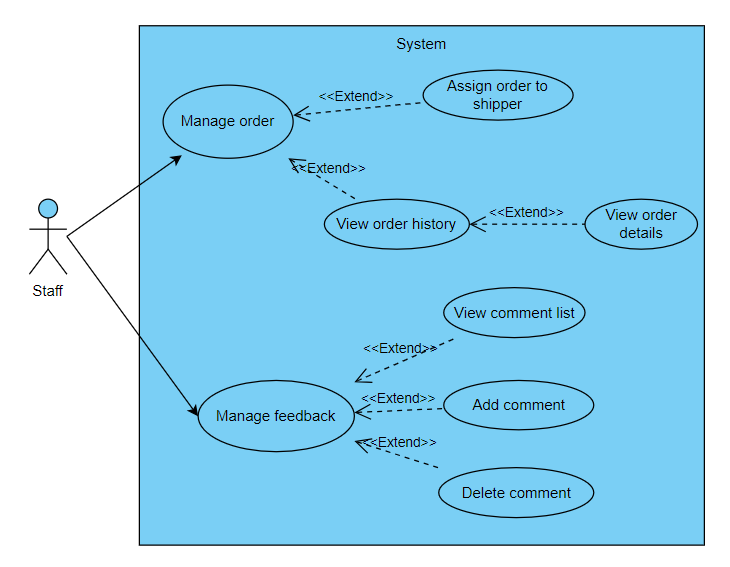 System
<<Extend>>
Assign order to
shipper
Manage order
<<Extend>>
View order history
<<Extend>>
View order
details
Staff
View comment list
<<Extend>>
<<Extend>>
Add comment
Manage feedback
<<Extend>>
Delete comment